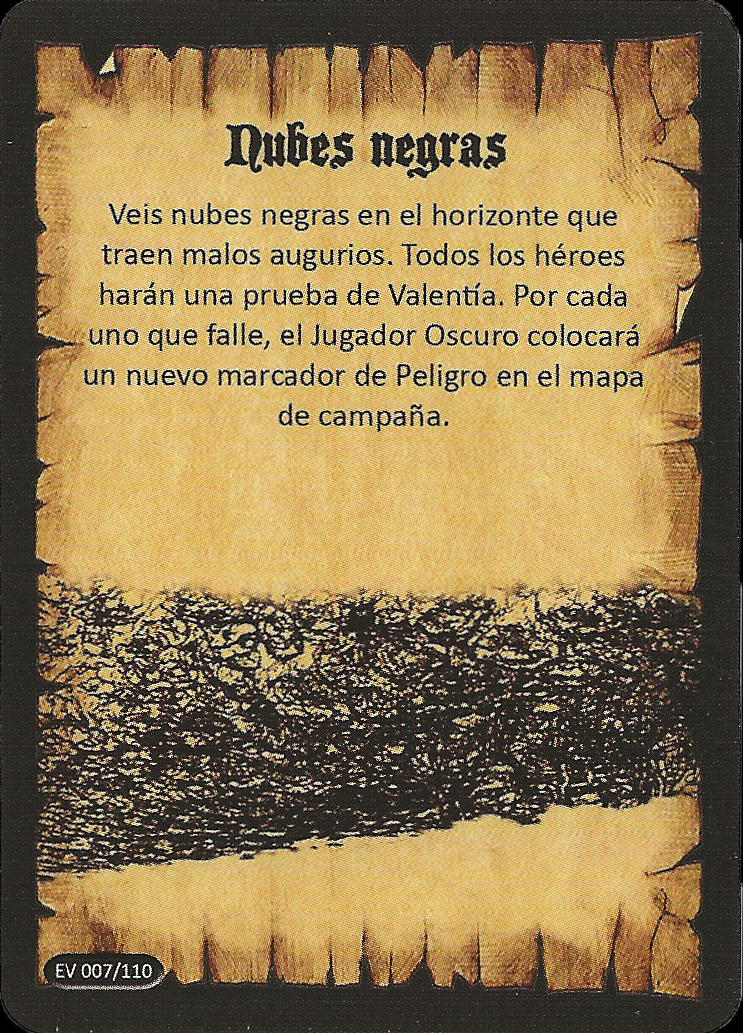 Nubes negras
Veis nubes negras en el horizonte que
traen malos augurios. Todos los héroes
harán una prueba de Valentía. Por cada
uno que falle, el Jugador Oscuro colocará
un nuevo marcador de Peligro en el mapa
de campaña.
EV 007/110